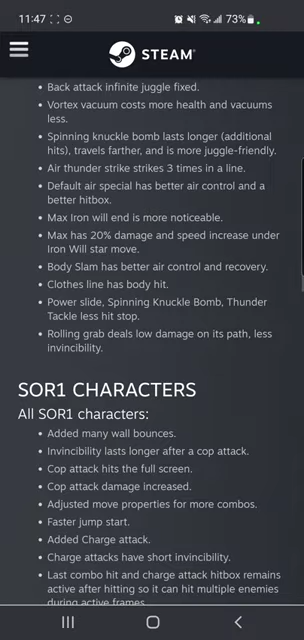 11:47
73%
STEAM®
• Back attack infinite juggle fixed.
• Vortex vacuum costs more health and vacuums
less.
• Spinning knuckle bomb lasts longer (additional
hits), travels farther, and is more juggle-friendly.
• Air thunder strike strikes 3 times in a line.
• Default air special has better air control and a
better hitbox.
• Max Iron will end is more noticeable.
• Max has 20% damage and speed increase under
Iron Will star move.
• Body Slam has better air control and recovery.
• Clothes line has body hit.
• Power slide, Spinning Knuckle Bomb, Thunder
Tackle less hit stop.
• Rolling grab deals low damage on its path, less
invincibility.
SOR1 CHARACTERS
All SOR1 characters:
• Added many wall bounces.
• Invincibility lasts longer after a cop attack.
• Cop attack hits the full screen.
• Cop attack damage increased.
• Adjusted move properties for more combos.
• Faster jump start.
• Added Charge attack.
• Charge attacks have short invincibility.
• Last combo hit and charge attack hitbox remains
active after hitting so it can hit multiple enemies
during active frames.